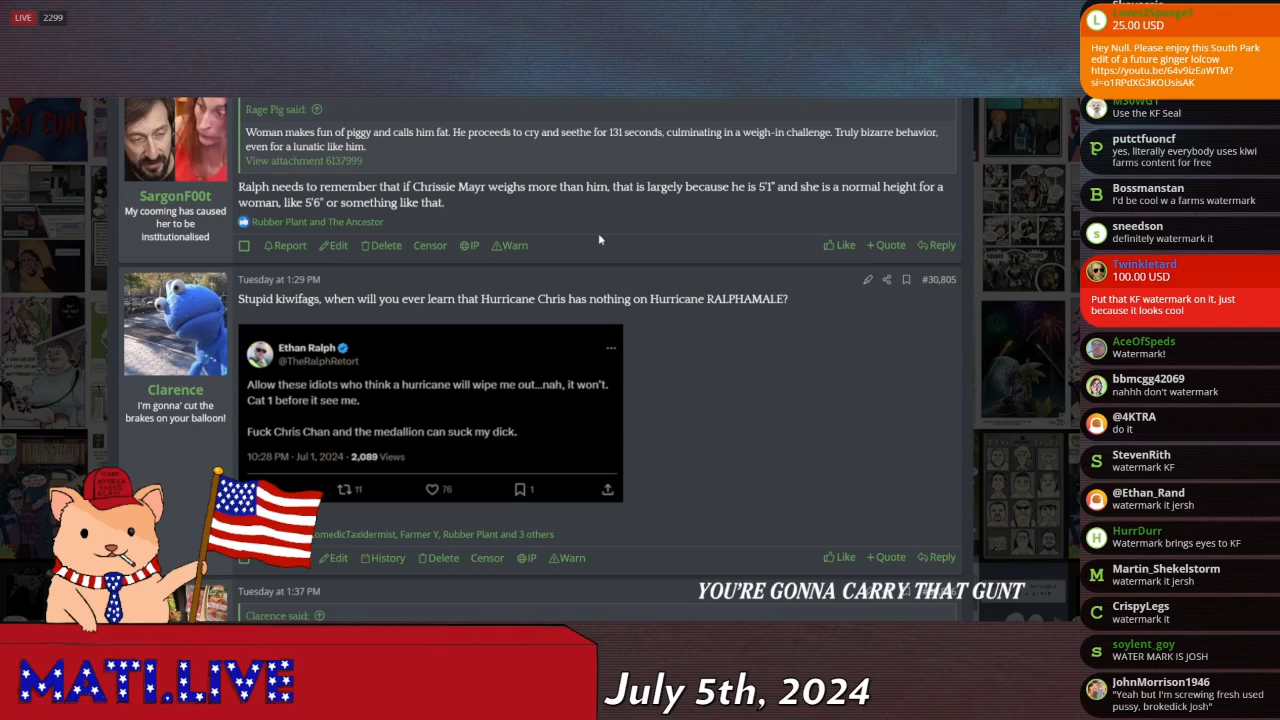 LIVE 2299
Rage Pig said:
Woman makes fun of piggy and calls him fat. He proceeds to cry and seethe for 131 seconds, culminating in a weigh-in challenge. Truly bizarre behavior,
even for a lunatic like him.
View attachment 6137999
SargonF00t
My cooming has caused
her to be
institutionalised
Ralph needs to remember that if Chrissie Mayr weighs more than him, that is largely because he is 5'1" and she is a normal height for a
woman, like 5'6" or something like that.
Rubber Plant and The Ancestor
Report Edit Delete Censor IP Warn Like + Quote Reply
Tuesday at 1:29 PM #30,805
Clarence
I'm gonna' cut the
brakes on your balloon!
Stupid kiwifags, when will you ever learn that Hurricane Chris has nothing on Hurricane RALPHAMALE?
Ethan Ralph
@TheRalphRetort
Allow these idiots who think a hurricane will wipe me out...nah, it won't.
Cat 1 before it see me.
Fuck Chris Chan and the medallion can suck my dick.
10:28 PM · Jul 1, 2024 · 2,089 Views
11 76 1
omedicTaxidermist, Farmer Y, Rubber Plant and 3 others
Edit History Delete Censor IP Warn Like + Quote Reply
Tuesday at 1:37 PM
Clarence said:
YOU'RE GONNA CARRY THAT GUNT
MATI.LIVE
July 5th, 2024
L
25.00 USD
Hey Null. Please enjoy this South Park
edit of a future ginger lolcow
https://youtu.be/64v9izEaWTM?
si=o1RPdXG3KOUsisAK
M30WG1
Use the KF Seal
P
putctfuoncf
yes, literally everybody uses kiwi
farms content for free
B
Bossmanstan
I'd be cool w a farms watermark
s
sneedson
definitely watermark it
Twinkletard
100.00 USD
Put that KF watermark on it, just
because it looks cool
AceOfSpeds
Watermark!
bbmcgg42069
nahhh don't watermark
@4KTRA
do it
S
StevenRith
watermark KF
@Ethan_Rand
watermark it jersh
H
HurrDurr
Watermark brings eyes to KF
M
Martin_Shekelstorm
watermark it jersh
C
CrispyLegs
watermark it
s
soylent_goy
WATER MARK IS JOSH
JohnMorrison1946
"Yeah but I'm screwing fresh used
pussy, brokedick Josh"